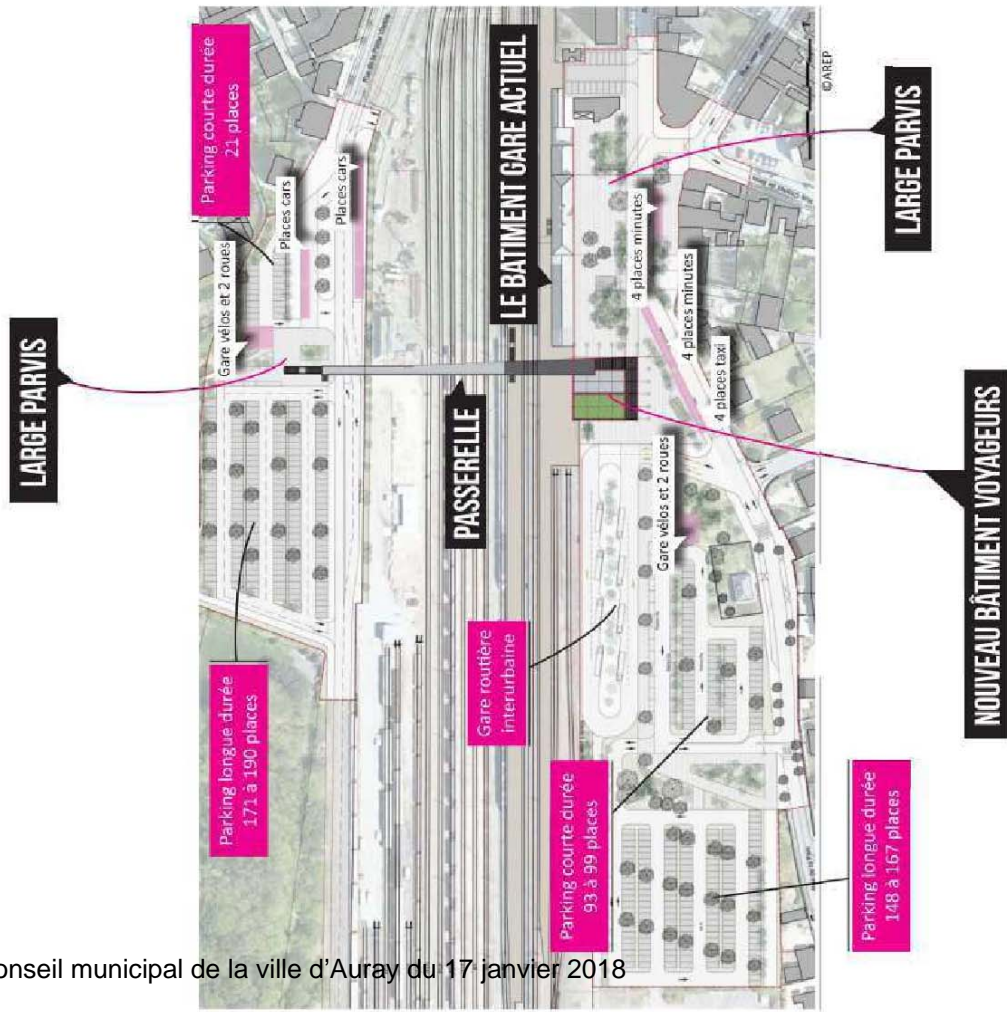 Parking courte durée
21 places
LARGE PARVIS
Gare vélos et 2 roues
Places cars
Places cars
LE BATIMENT GARE ACTUEL
©AREP
4 places minutes
LARGE PARVIS
PASSERELLE
4 places minutes
4 places taxi
Gare vélos et 2 roues
Parking longue durée
171 à 190 places
Gare routière
interurbaine
NOUVEAU BÂTIMENT VOYAGEURS
Parking courte durée
93 à 99 places
Parking longue durée
148 à 167 places
onseil municipal de la ville d'Auray du 17 janvier 2018